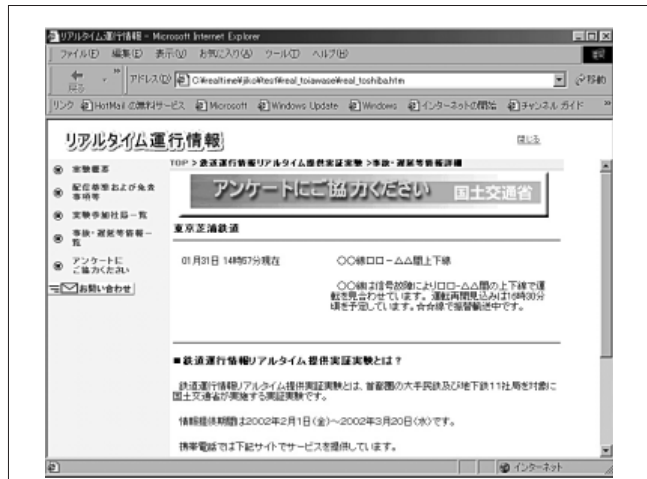 リアルタイム運行情報 - Microsoft Internet Explorer
ファイル(F) 編集(E) 表示(V) お気に入り(A) ツール(T) ヘルプ(H)
戻る
アドレス(D)
移動
リンク HotMail の無料サービス Microsoft Windows Update Windows インターネットの開始 チャンネル ガイド
リアルタイム運行情報
閉じる
TOP > 鉄道運行情報リアルタイム提供実証実験 > 事故・遅延等情報詳細
実験概要
配信基準および免責事項等
実験参加社局一覧
事故・遅延等情報一覧
アンケートにご協力ください
お問い合わせ
アンケートにご協力ください 国土交通省
東京芝浦鉄道
01月31日 14時57分現在
○○線□□ー△△間上下線
○○線は信号故障により□□-△△間の上下線で運
転を見合わせています。運転再開見込みは16時30分
頃を予定しています。☆☆線で振替輸送中です。
■鉄道運行情報リアルタイム提供実証実験とは？
鉄道運行情報リアルタイム提供実証実験とは、首都圏の大手民鉄及び地下鉄11社局を対象に
国土交通省が実施する実証実験です。
情報提供期間は2002年2月1日(金)～2002年3月20日(水)です。
携帯電話では下記サイトでサービスを提供しています。
インターネット